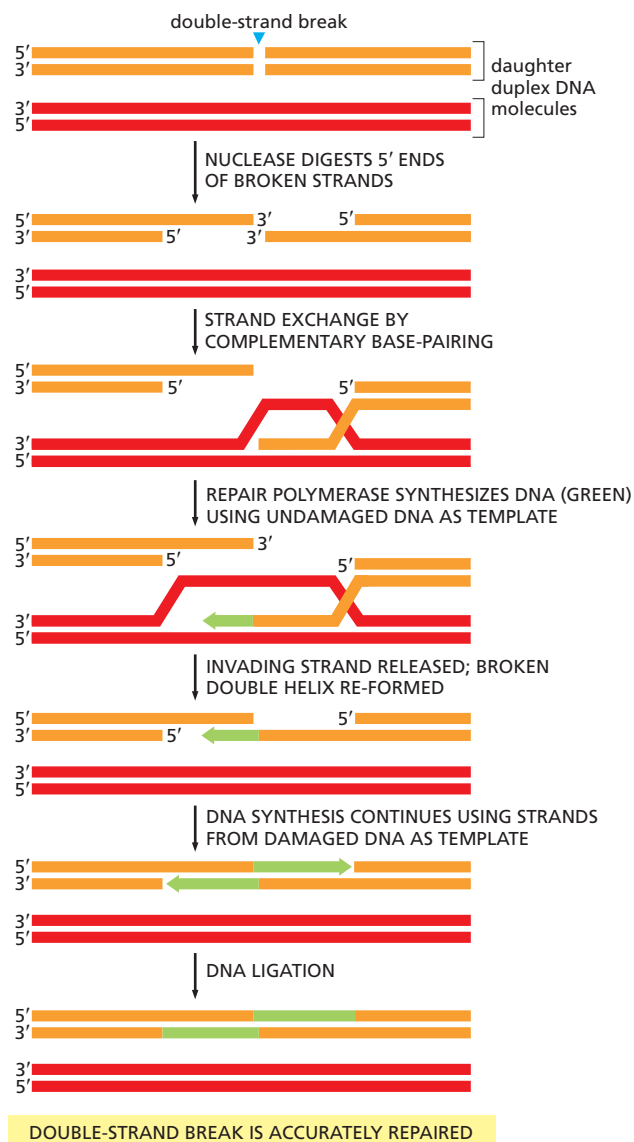 double-strand break
5′
3′
daughter
duplex DNA
molecules
3′
5′
NUCLEASE DIGESTS 5′ ENDS
OF BROKEN STRANDS
5′ 3′ 5′
3′ 5′ 3′
3′
5′
STRAND EXCHANGE BY
COMPLEMENTARY BASE-PAIRING
5′
3′ 5′ 5′
3′
5′
REPAIR POLYMERASE SYNTHESIZES DNA (GREEN)
USING UNDAMAGED DNA AS TEMPLATE
5′ 3′
3′ 5′ 5′
3′
5′
INVADING STRAND RELEASED; BROKEN
DOUBLE HELIX RE-FORMED
5′ 5′
3′ 5′
3′
5′
DNA SYNTHESIS CONTINUES USING STRANDS
FROM DAMAGED DNA AS TEMPLATE
5′
3′
3′
5′
DNA LIGATION
5′
3′
3′
5′
DOUBLE-STRAND BREAK IS ACCURATELY REPAIRED